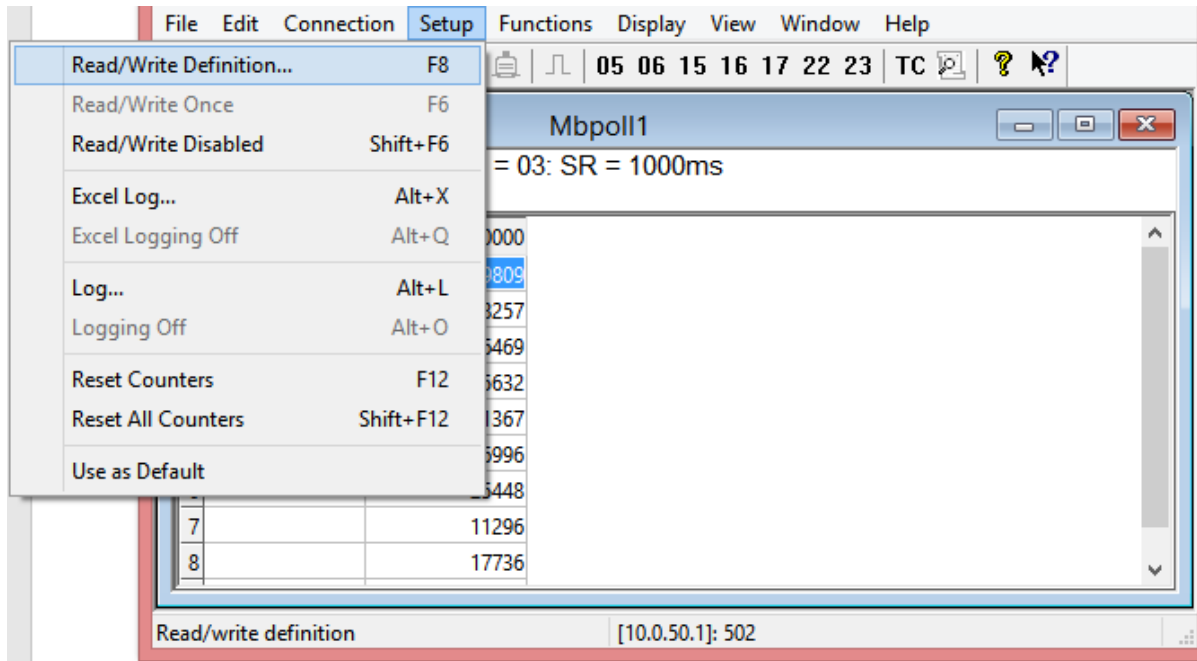 File Edit Connection Setup Functions Display View Window Help
Read/Write Definition... F8
05 06 15 16 17 22 23 TC
Read/Write Once F6
Read/Write Disabled Shift+F6
Mbpoll1
= 03: SR = 1000ms
Excel Log... Alt+X
Excel Logging Off Alt+Q
Log... Alt+L
Logging Off Alt+O
Reset Counters F12
Reset All Counters Shift+F12
Use as Default
7 11296
8 17736
Read/write definition [10.0.50.1]: 502